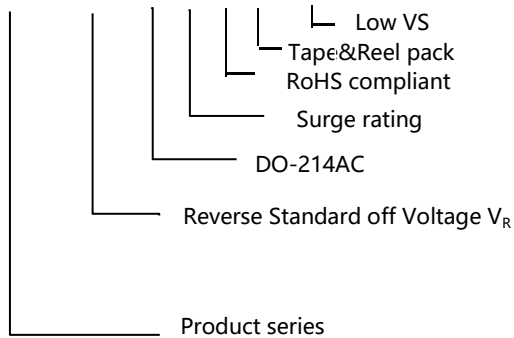 Low VS
Tape&Reel pack
RoHS compliant
Surge rating
DO-214AC
Reverse Standard off Voltage VR
Product series